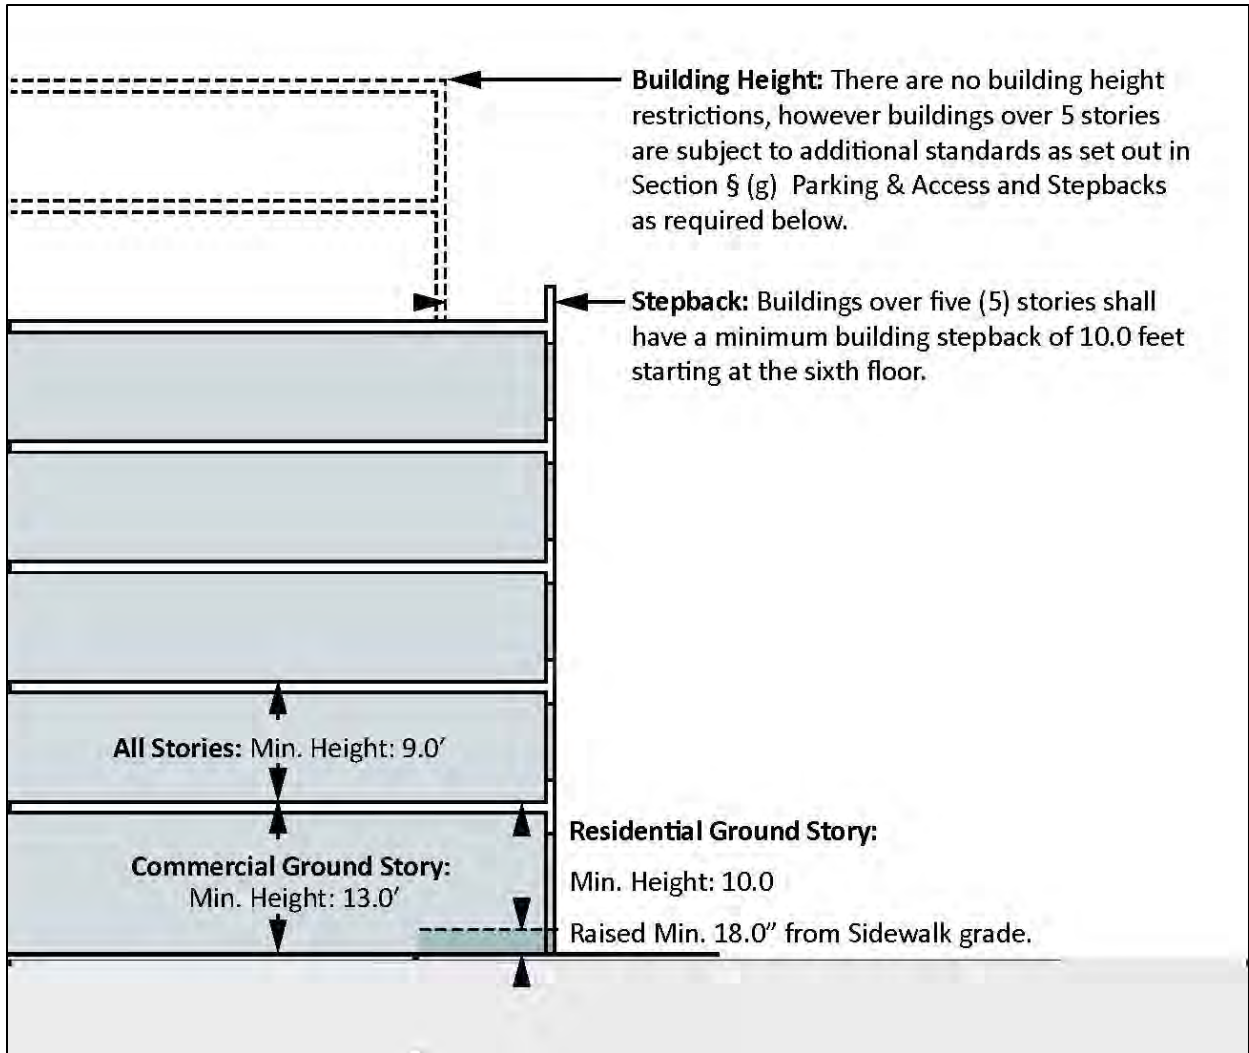 Building Height: There are no building height
restrictions, however buildings over 5 stories
are subject to additional standards as set out in
Section § (g) Parking & Access and Stepbacks
as required below.
Stepback: Buildings over five (5) stories shall
have a minimum building stepback of 10.0 feet
starting at the sixth floor.
All Stories: Min. Height: 9.0′
Commercial Ground Story:
Min. Height: 13.0′
Residential Ground Story:
Min. Height: 10.0
Raised Min. 18.0″ from Sidewalk grade.